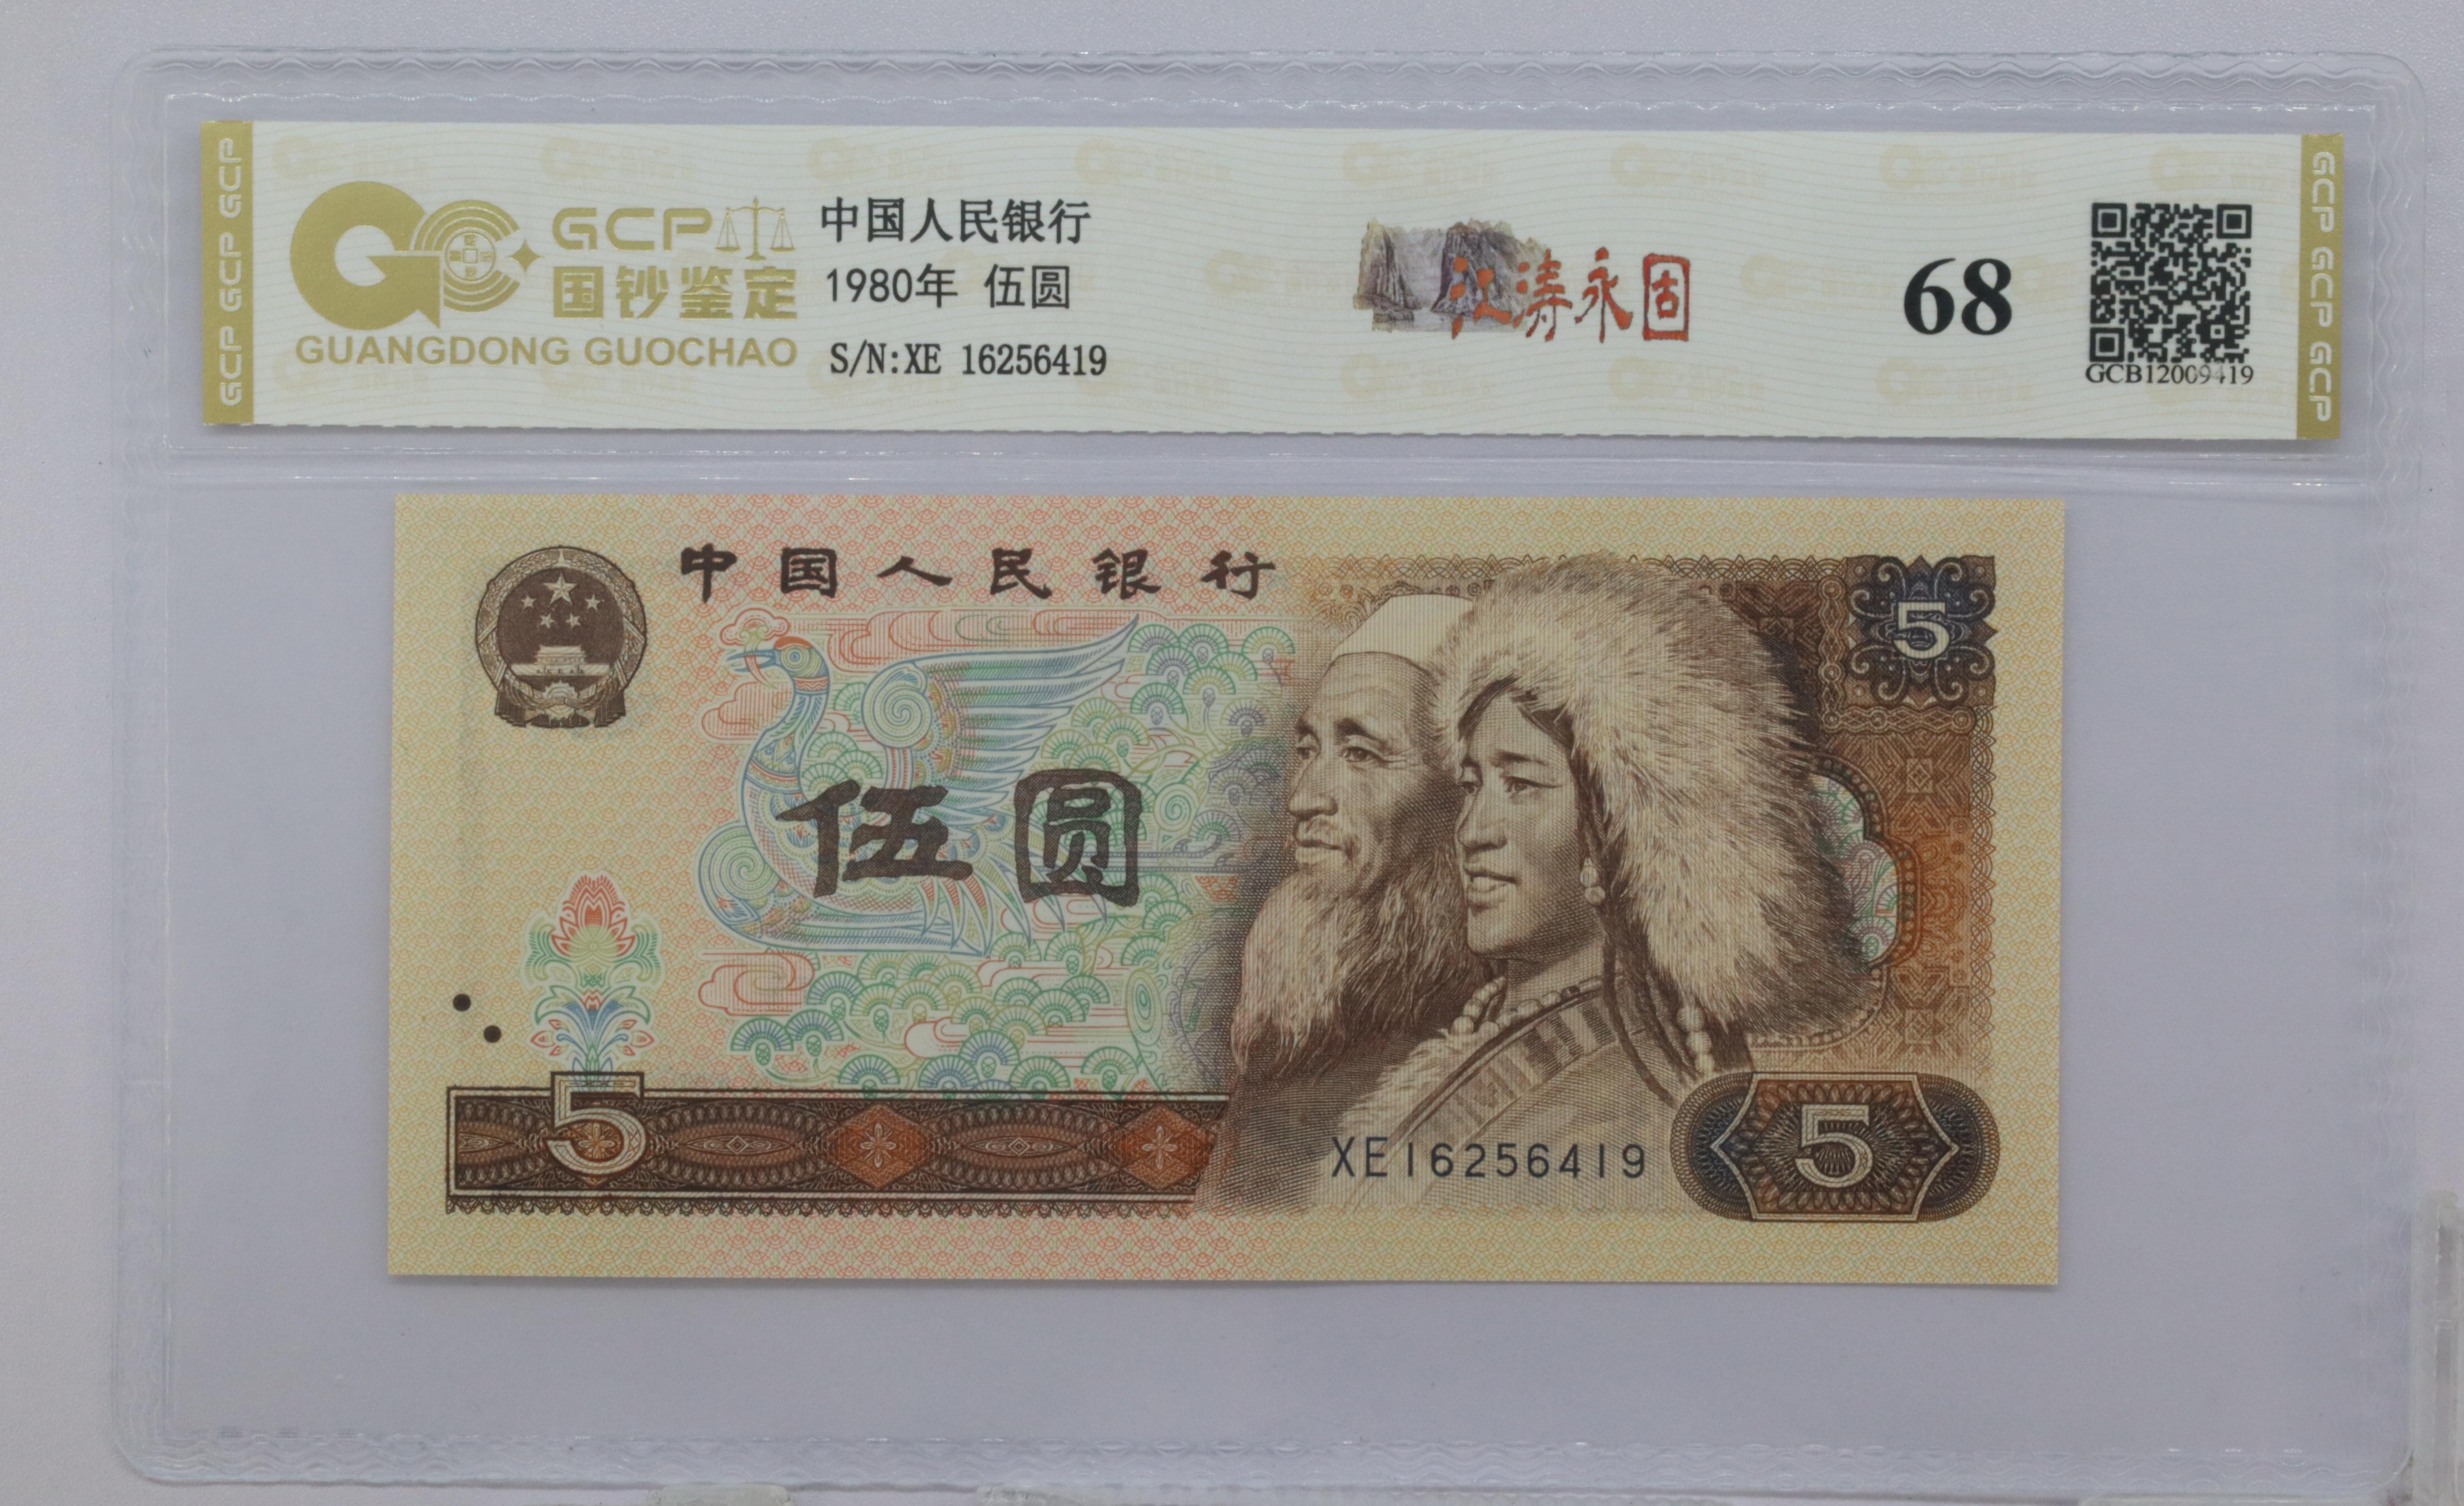 GCP GCP GCP
GCP
国钞鉴定
GUANGDONG GUOCHAO
中国人民银行
1980年 伍圆
S/N:XE 16256419
江涛永固
68
GCB12009419
GCP GCP GCP
中国人民银行
5
伍圆
5
XE16256419
5